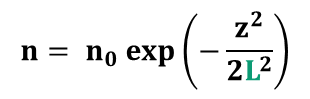 n = n₀ exp(−z²/2L²)